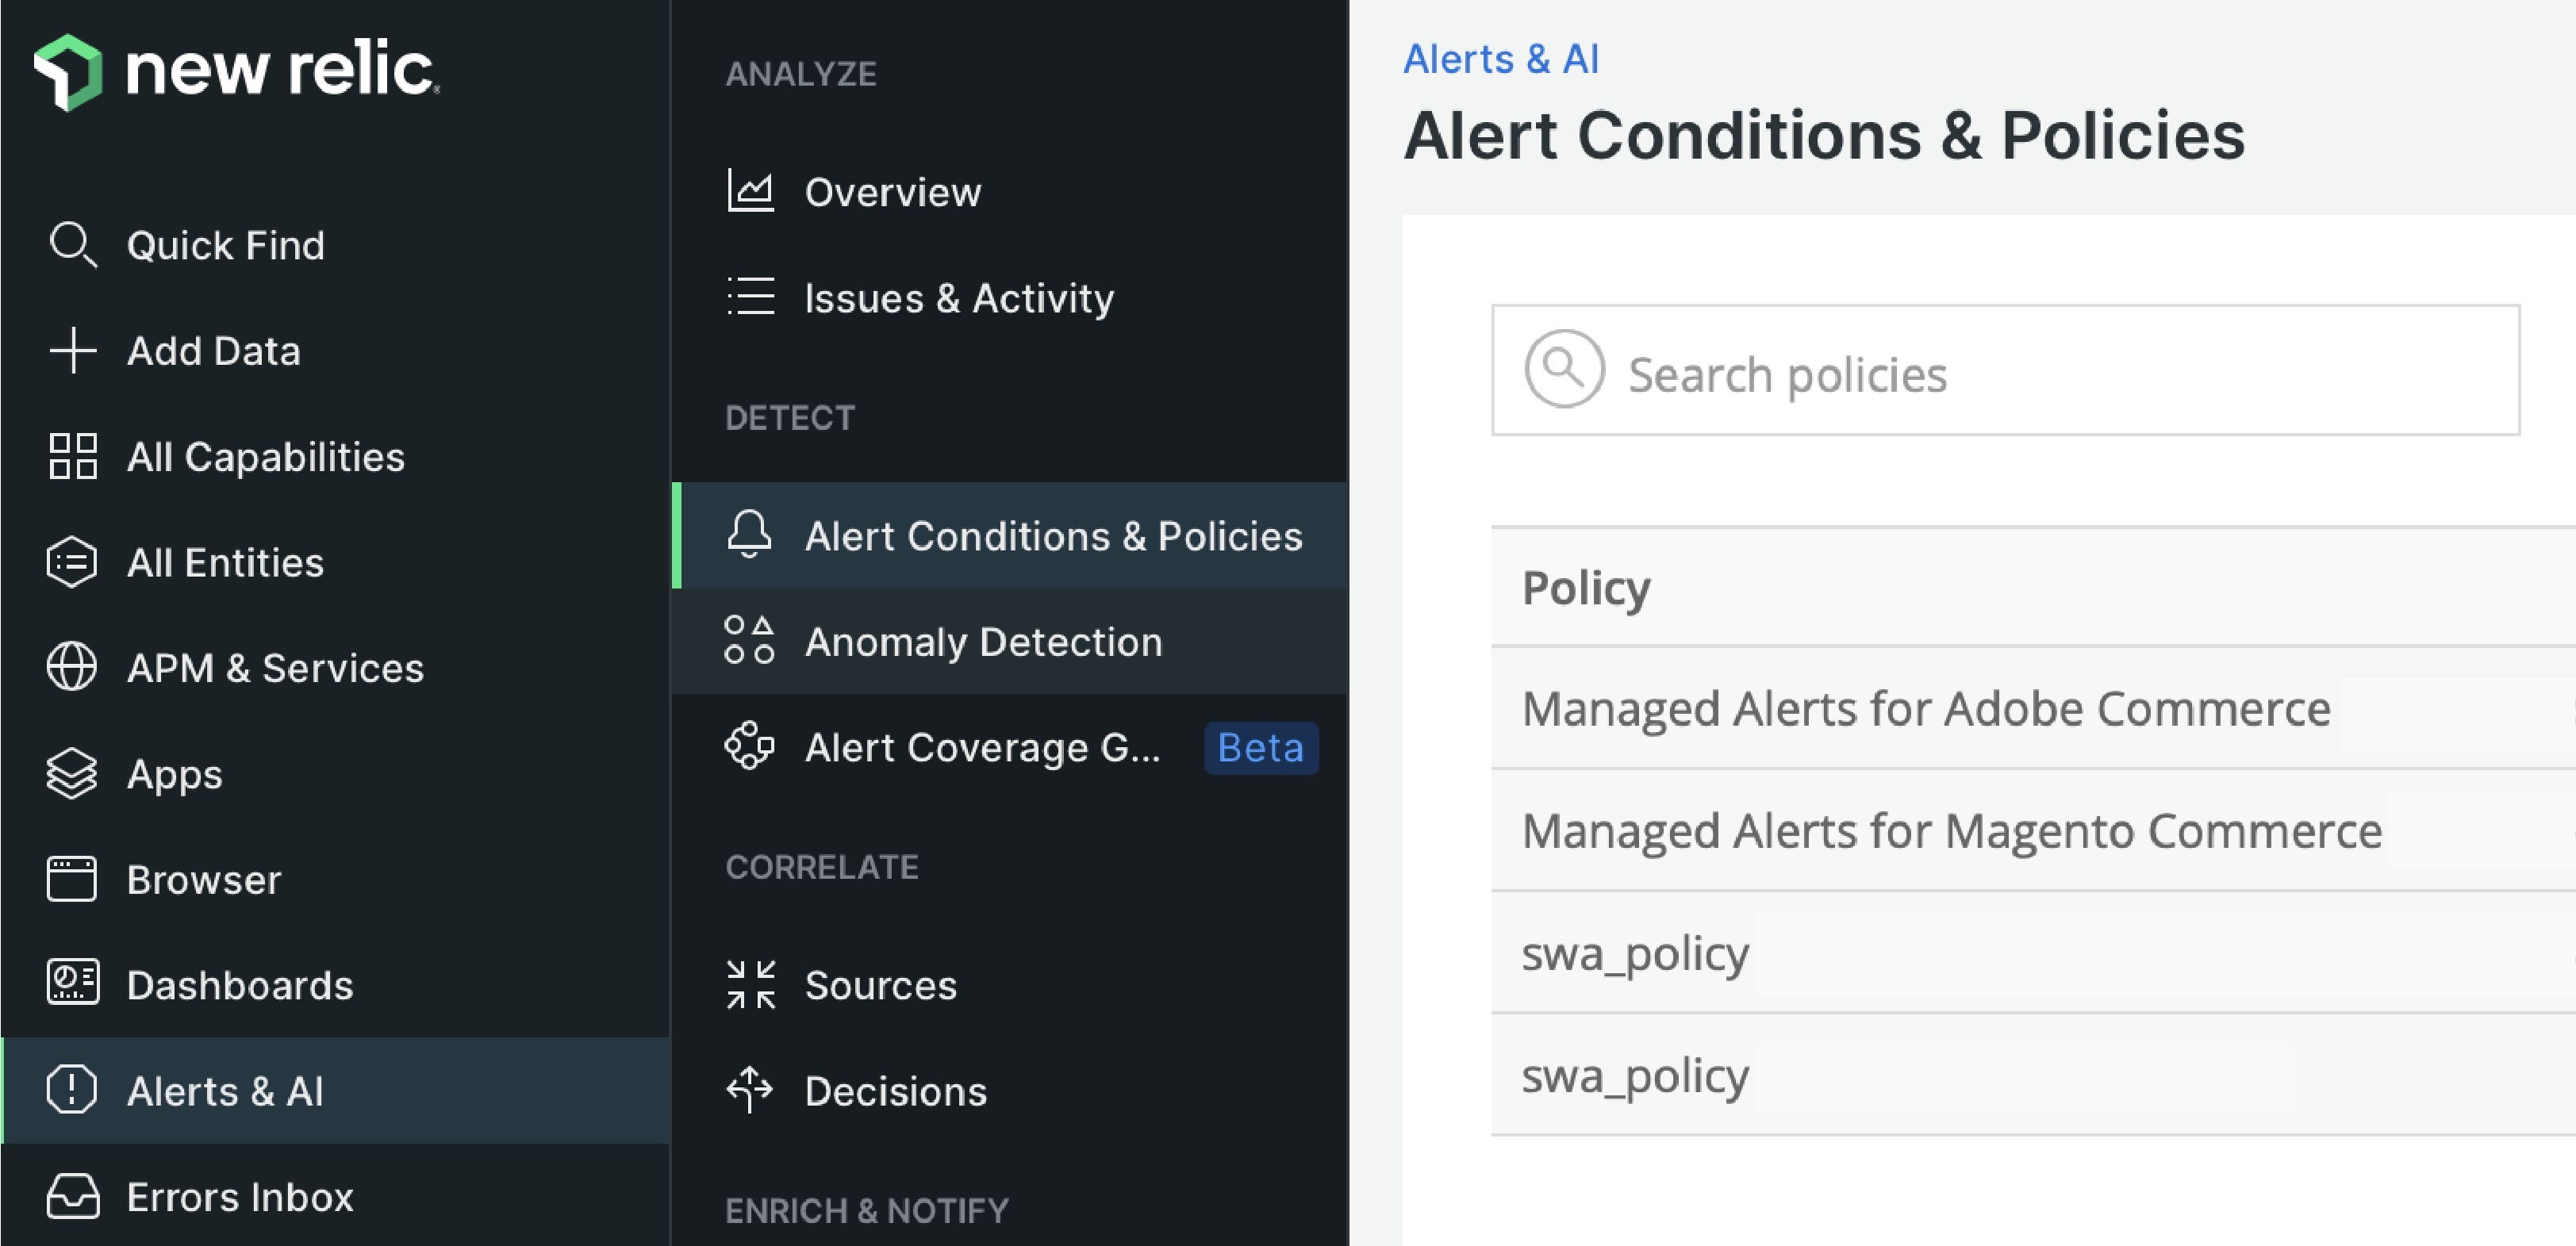 new relic
Quick Find
Add Data
All Capabilities
All Entities
APM & Services
Apps
Browser
Dashboards
Alerts & AI
Errors Inbox
ANALYZE
Overview
Issues & Activity
DETECT
Alert Conditions & Policies
Anomaly Detection
Alert Coverage G... Beta
CORRELATE
Sources
Decisions
ENRICH & NOTIFY
Alerts & AI
Alert Conditions & Policies
Search policies
Policy
Managed Alerts for Adobe Commerce
Managed Alerts for Magento Commerce
swa_policy
swa_policy